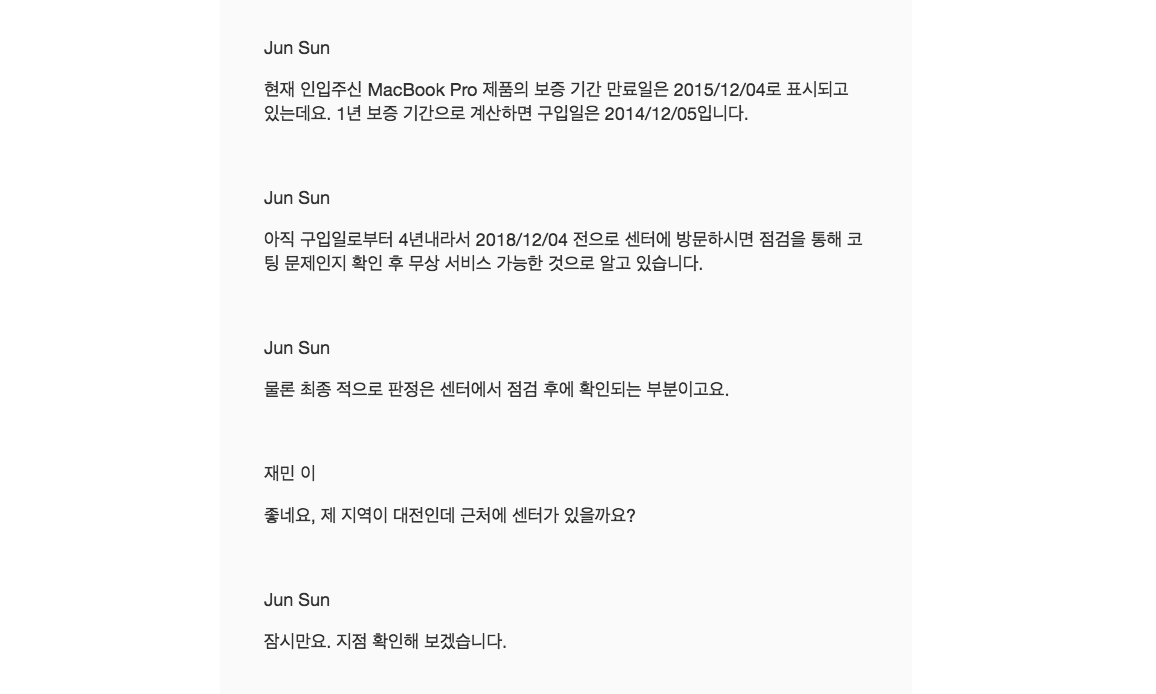 Jun Sun
현재 인입주신 MacBook Pro 제품의 보증 기간 만료일은 2015/12/04로 표시되고
있는데요. 1년 보증 기간으로 계산하면 구입일은 2014/12/05입니다.
Jun Sun
아직 구입일로부터 4년내라서 2018/12/04 전으로 센터에 방문하시면 점검을 통해 코
팅 문제인지 확인 후 무상 서비스 가능한 것으로 알고 있습니다.
Jun Sun
물론 최종 적으로 판정은 센터에서 점검 후에 확인되는 부분이고요.
재민 이
좋네요, 제 지역이 대전인데 근처에 센터가 있을까요?
Jun Sun
잠시만요. 지점 확인해 보겠습니다.